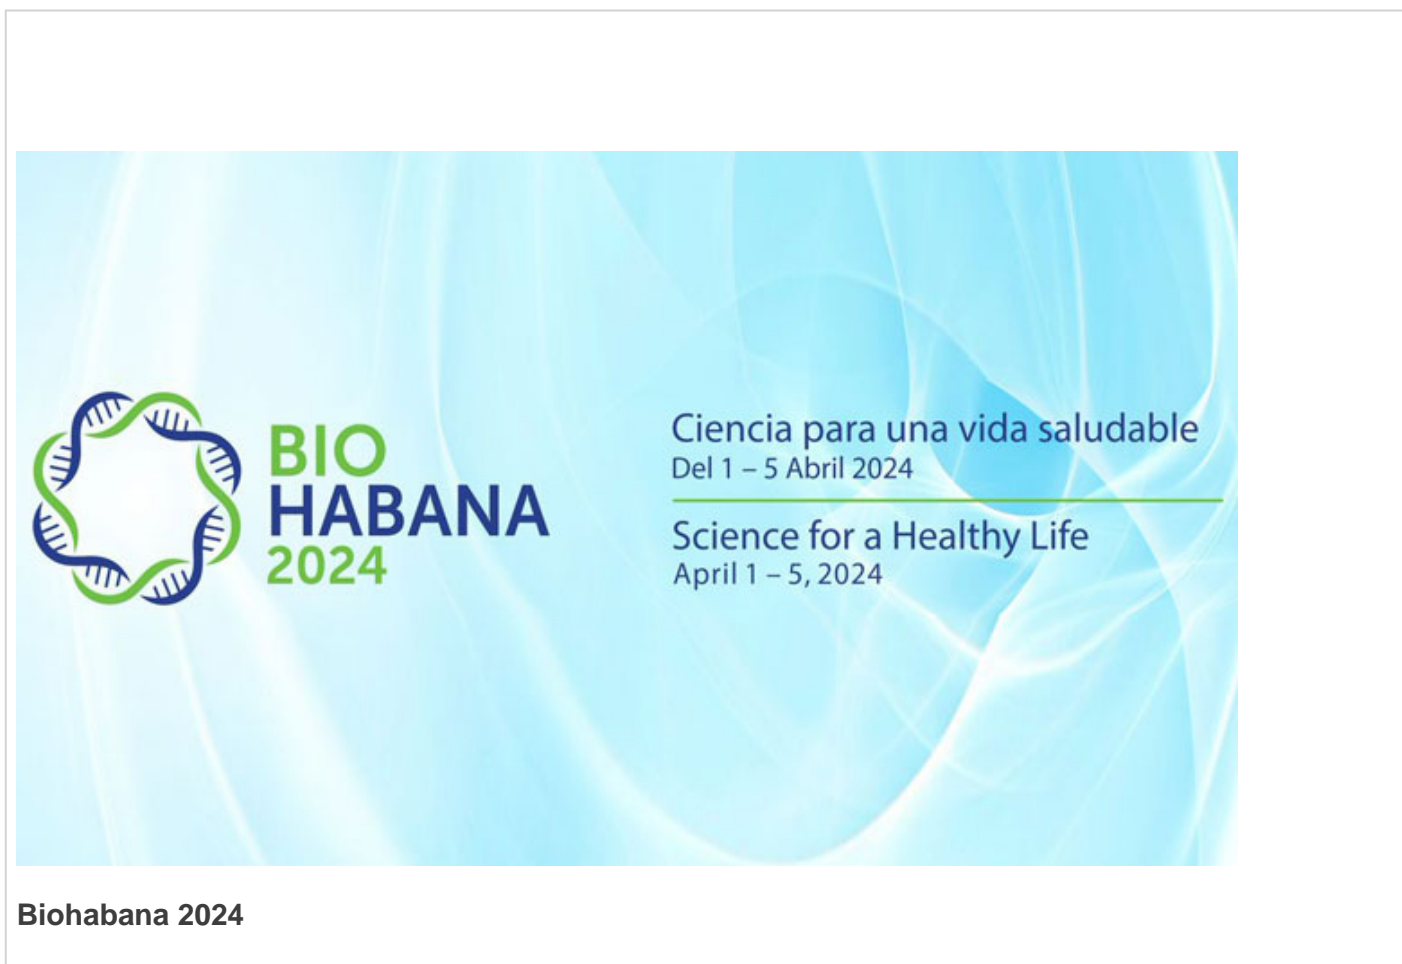 BIO
HABANA
2024
Ciencia para una vida saludable
Del 1 – 5 Abril 2024
Science for a Healthy Life
April 1 – 5, 2024
Biohabana 2024